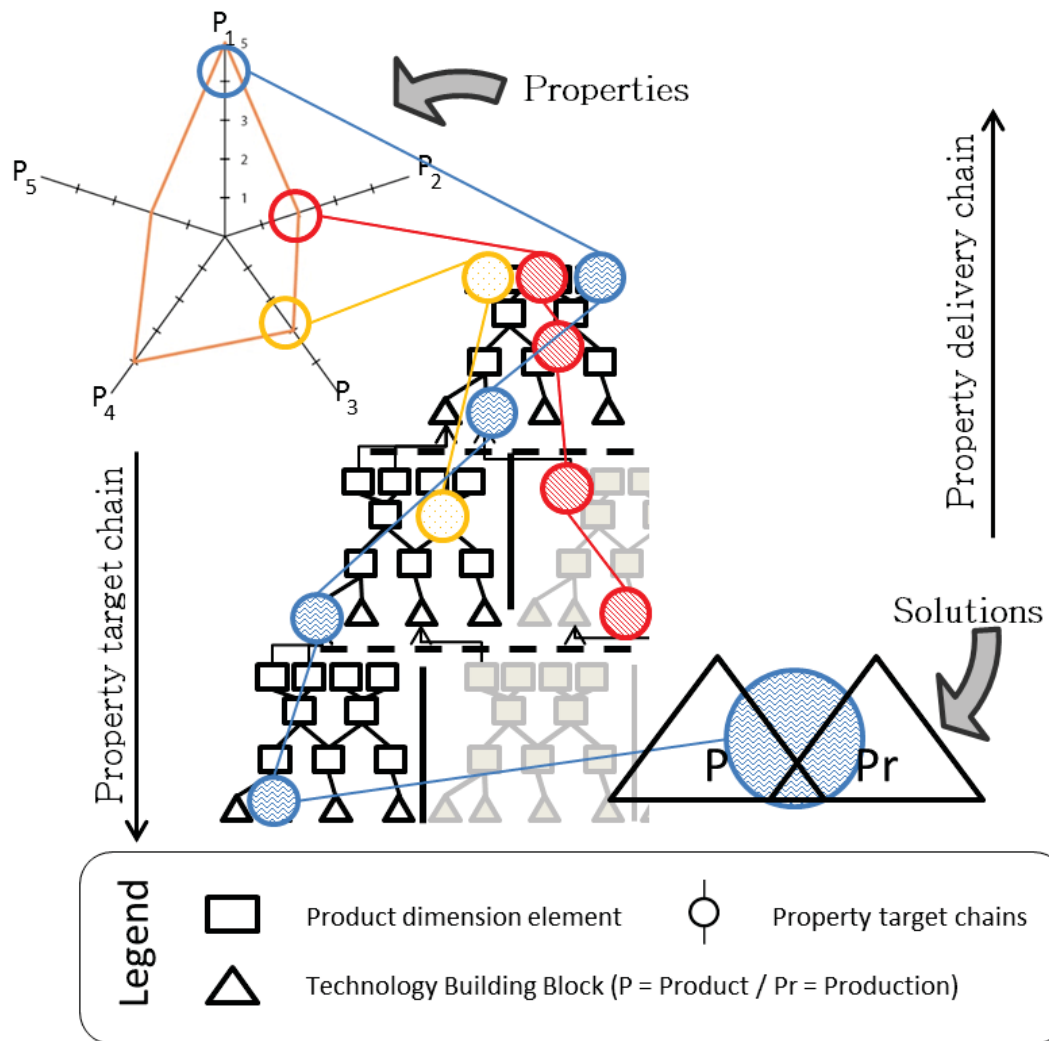 P1
5
3
2
1
Properties
P2
P5
P4
P3
Property delivery chain
Property target chain
Solutions
P
Pr
Legend
Product dimension element
Property target chains
Technology Building Block (P = Product / Pr = Production)